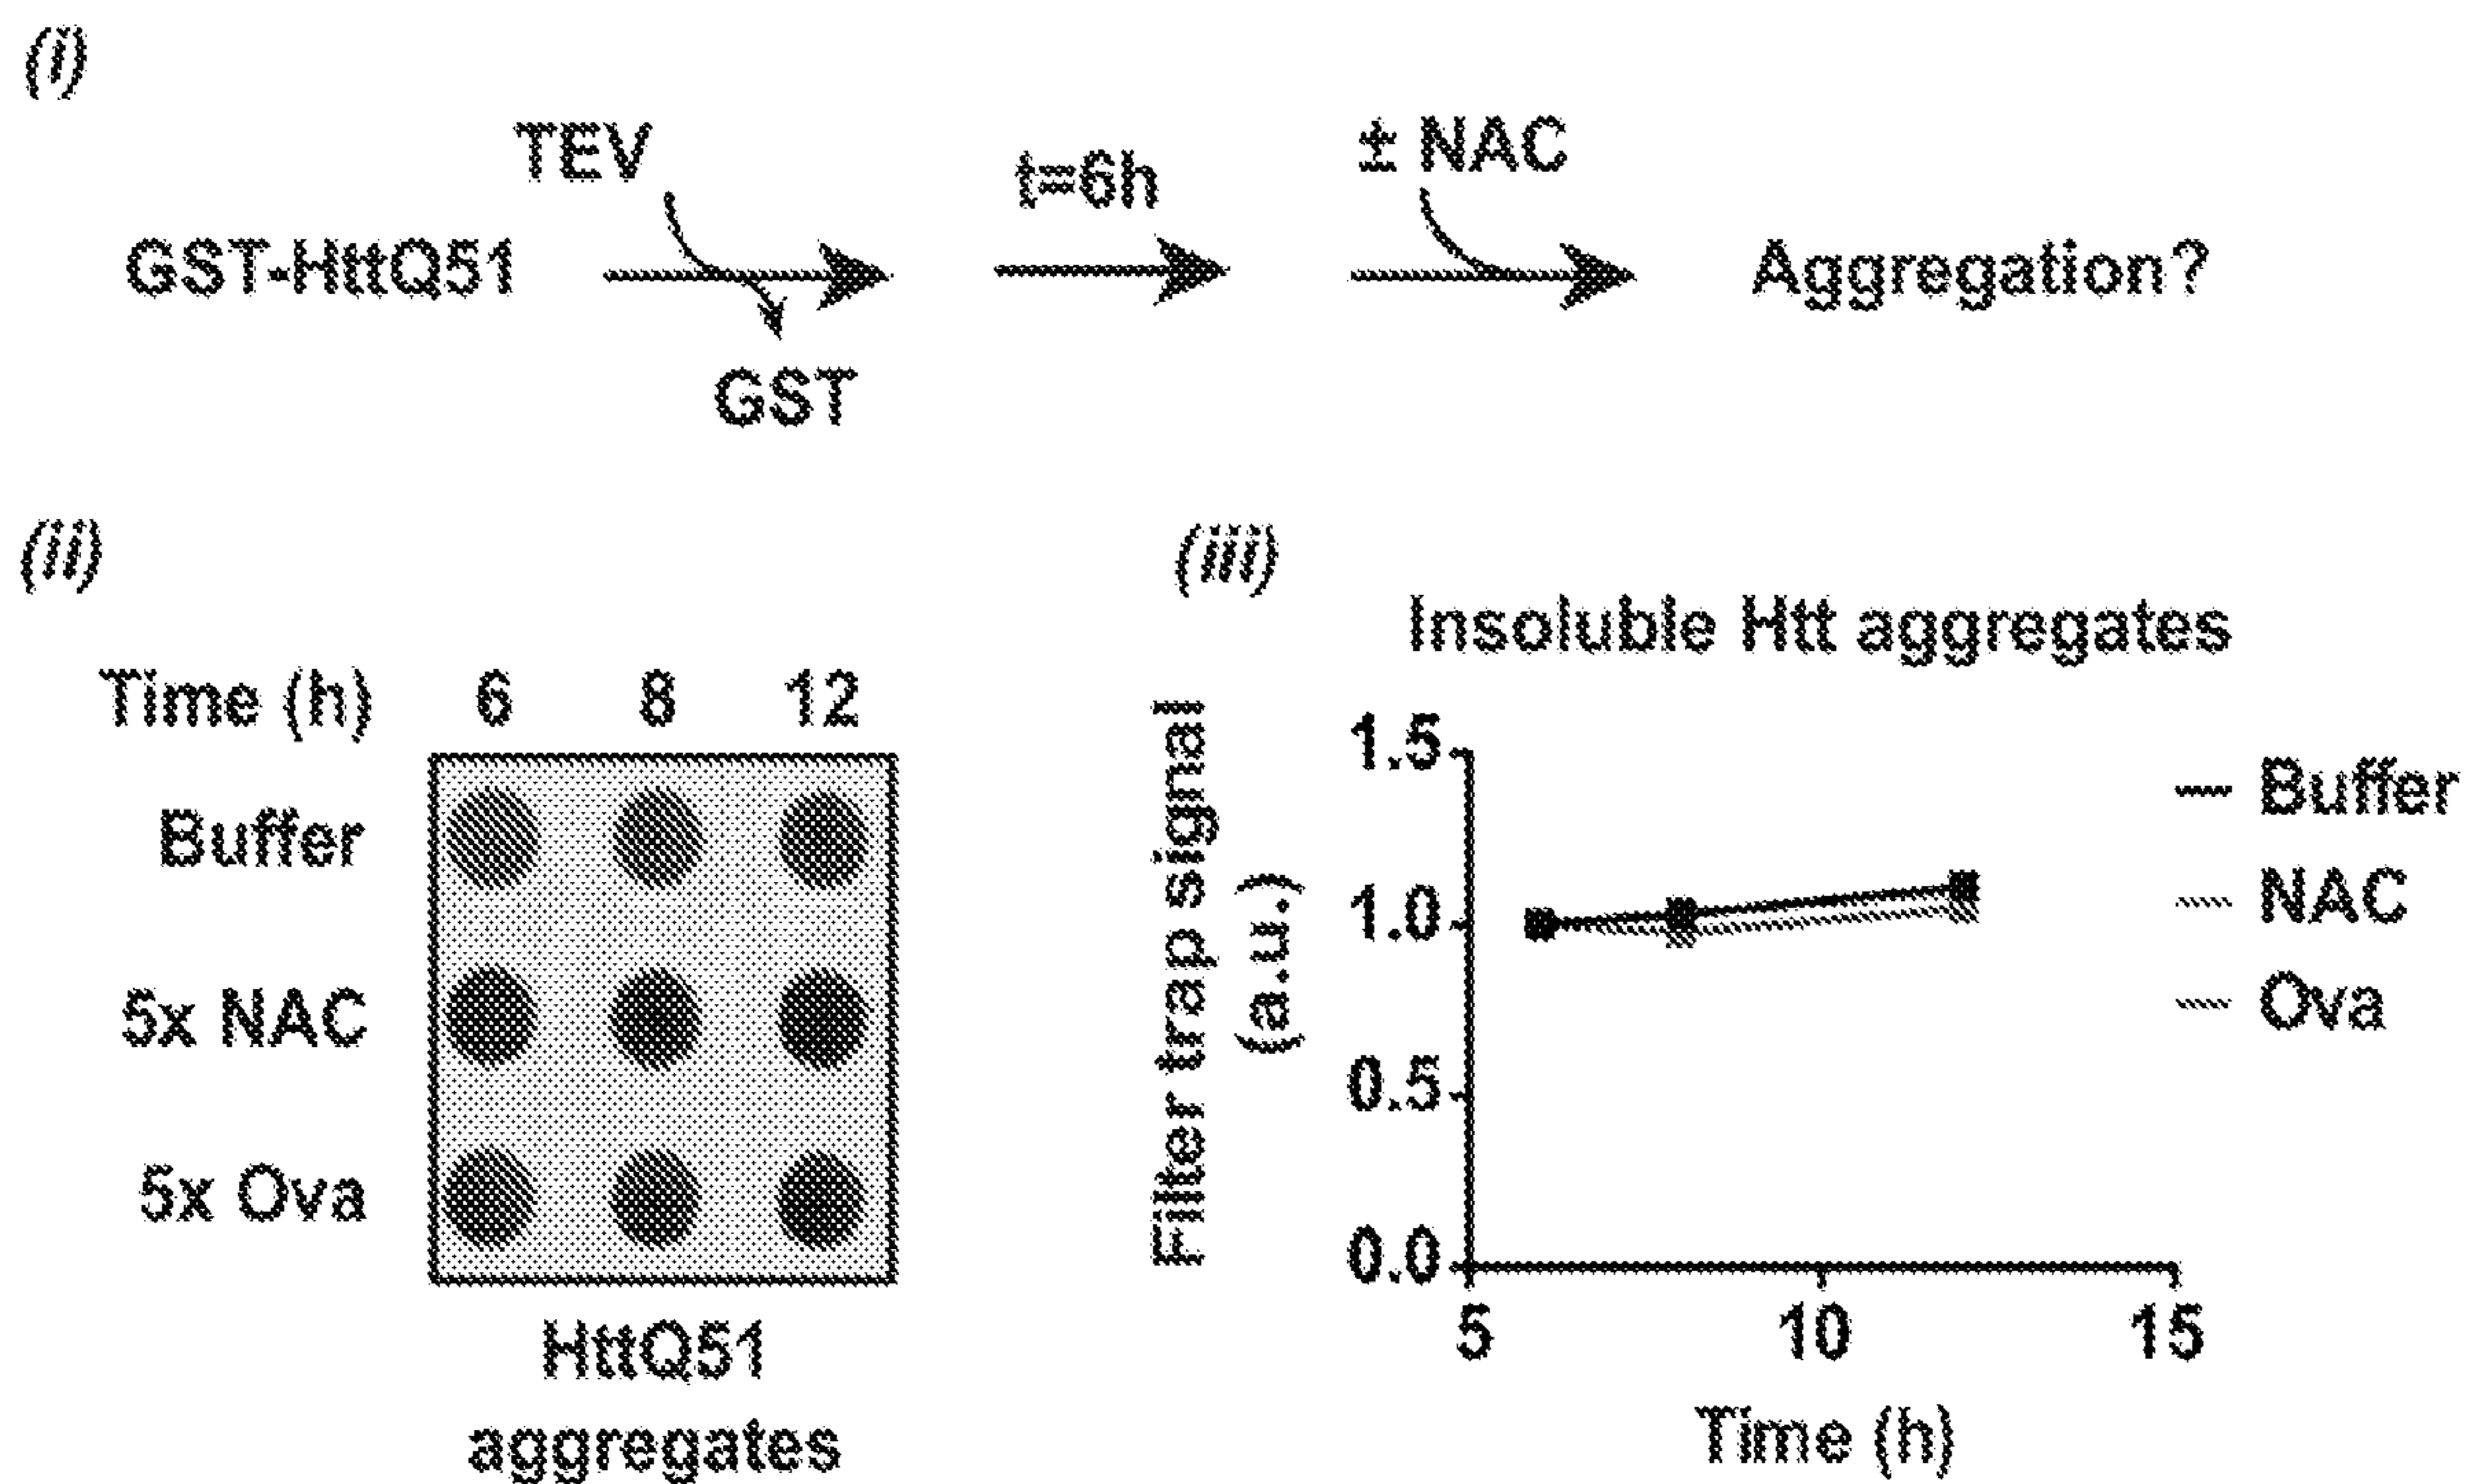 (i)
TEV
t=6h
± NAC
GST-HttQ51
Aggregation?
GST
(ii)
Time (h) 6 8 12
Buffer
5x NAC
5x Ova
HttQ51
aggregates
(iii)
Insoluble Htt aggregates
Filter trap signal
(a.u.)
1.5
1.0
0.5
0.0
5 10 15
Time (h)
Buffer
NAC
Ova